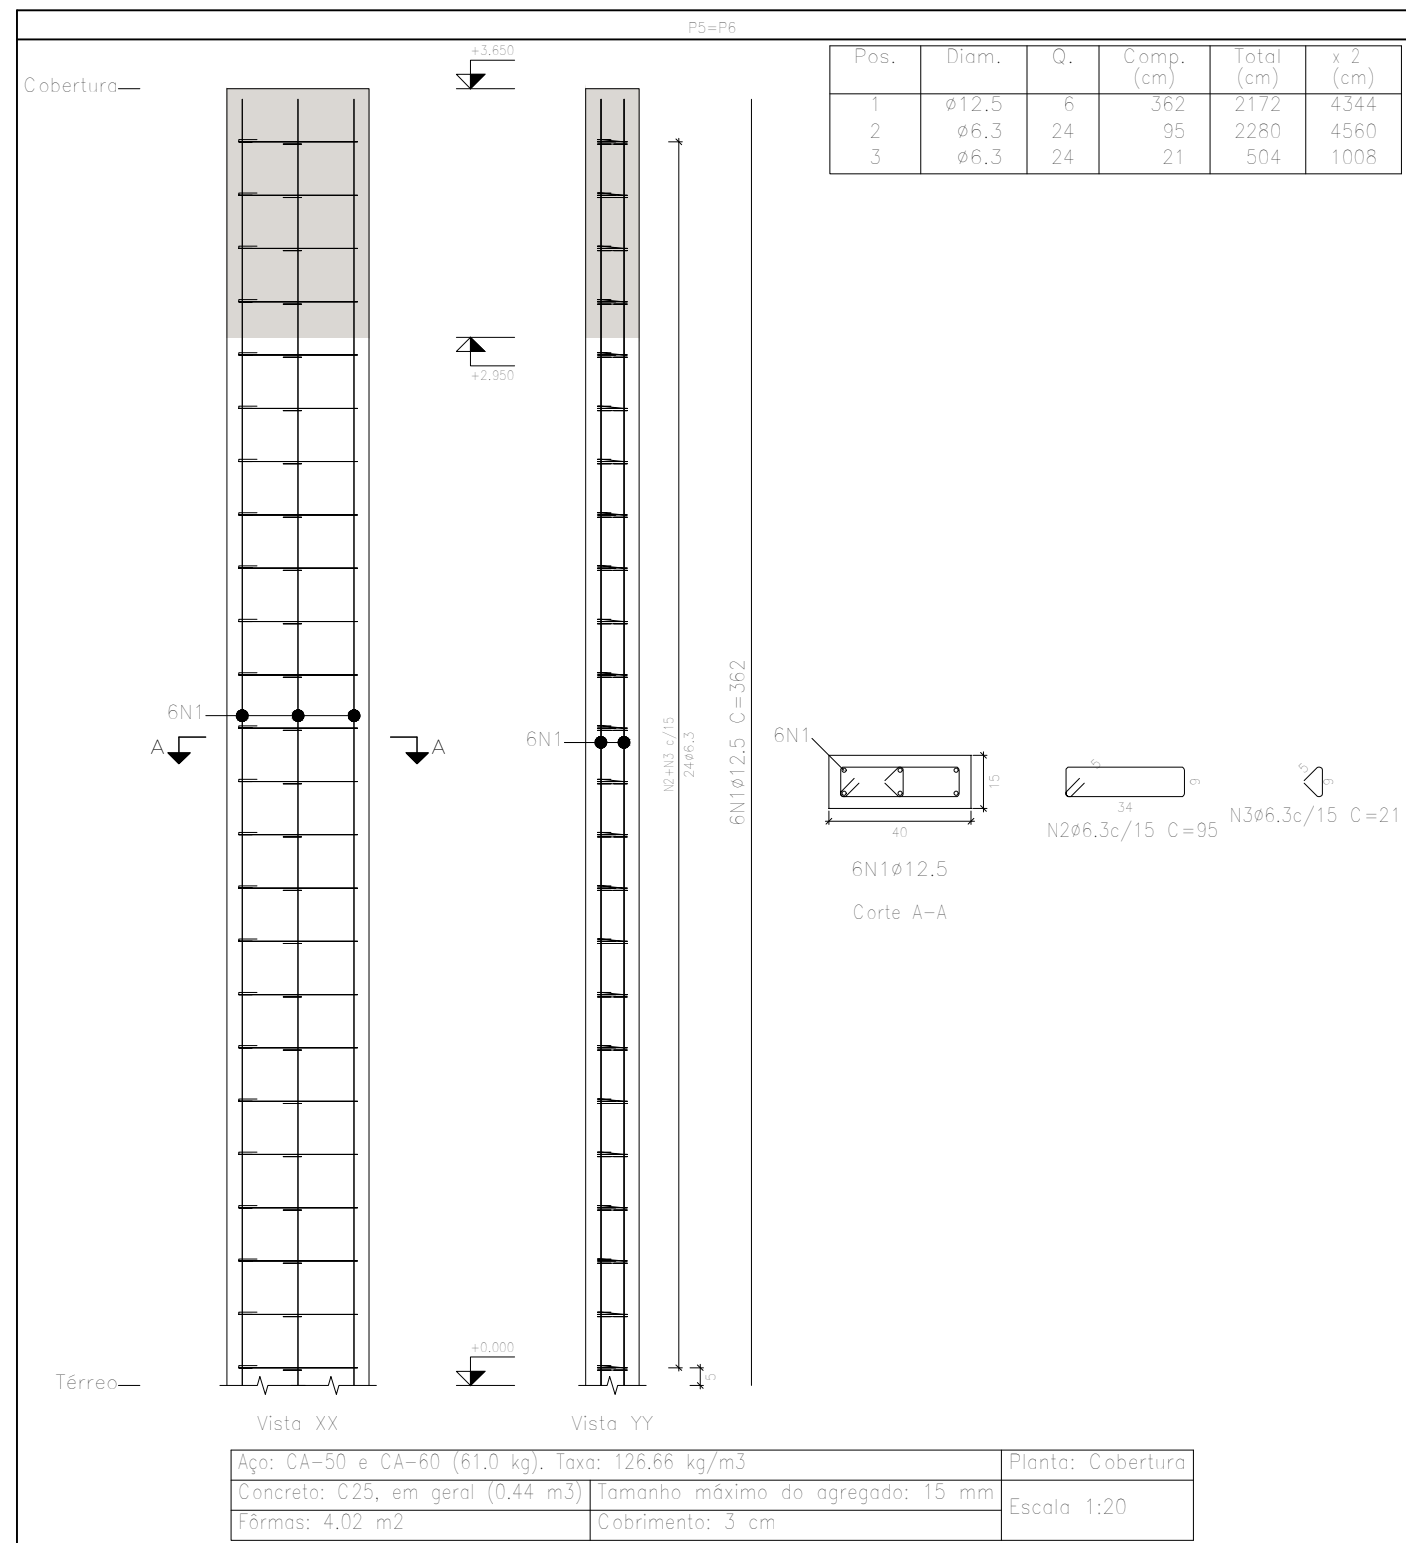 P5=P6
+3.650
Cobertura
Pos. Diam. Q. Comp. (cm) Total (cm) x 2 (cm)
1 ø12.5 6 362 2172 4344
2 ø6.3 24 95 2280 4560
3 ø6.3 24 21 504 1008
+2.950
6N1
A A
6N1
N2+N3 c/15
24ø6.3
6N1ø12.5 C=362
6N1
15
40
6N1ø12.5
Corte A-A
5
9
34
N2ø6.3c/15 C=95
5
9
N3ø6.3c/15 C=21
+0.000
Térreo
5
Vista XX
Vista YY
Aço: CA-50 e CA-60 (61.0 kg). Taxa: 126.66 kg/m3
Planta: Cobertura
Concreto: C25, em geral (0.44 m3)
Tamanho máximo do agregado: 15 mm
Escala 1:20
Fôrmas: 4.02 m2
Cobrimento: 3 cm